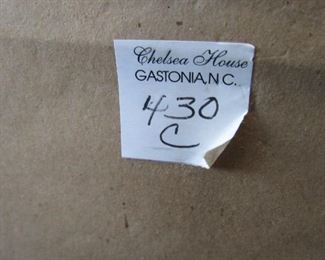 Chelsea House
GASTONIA, N C.
430
C